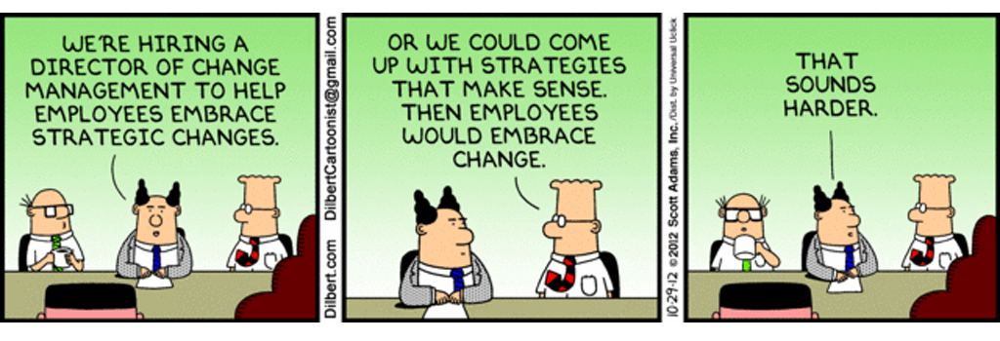 WE'RE HIRING A
DIRECTOR OF CHANGE
MANAGEMENT TO HELP
EMPLOYEES EMBRACE
STRATEGIC CHANGES.
Dilbert.com DilbertCartoonist@gmail.com
OR WE COULD COME
UP WITH STRATEGIES
THAT MAKE SENSE.
THEN EMPLOYEES
WOULD EMBRACE
CHANGE.
10-29-12 ©2012 Scott Adams, Inc. /Dist. by Universal Uclick
THAT
SOUNDS
HARDER.